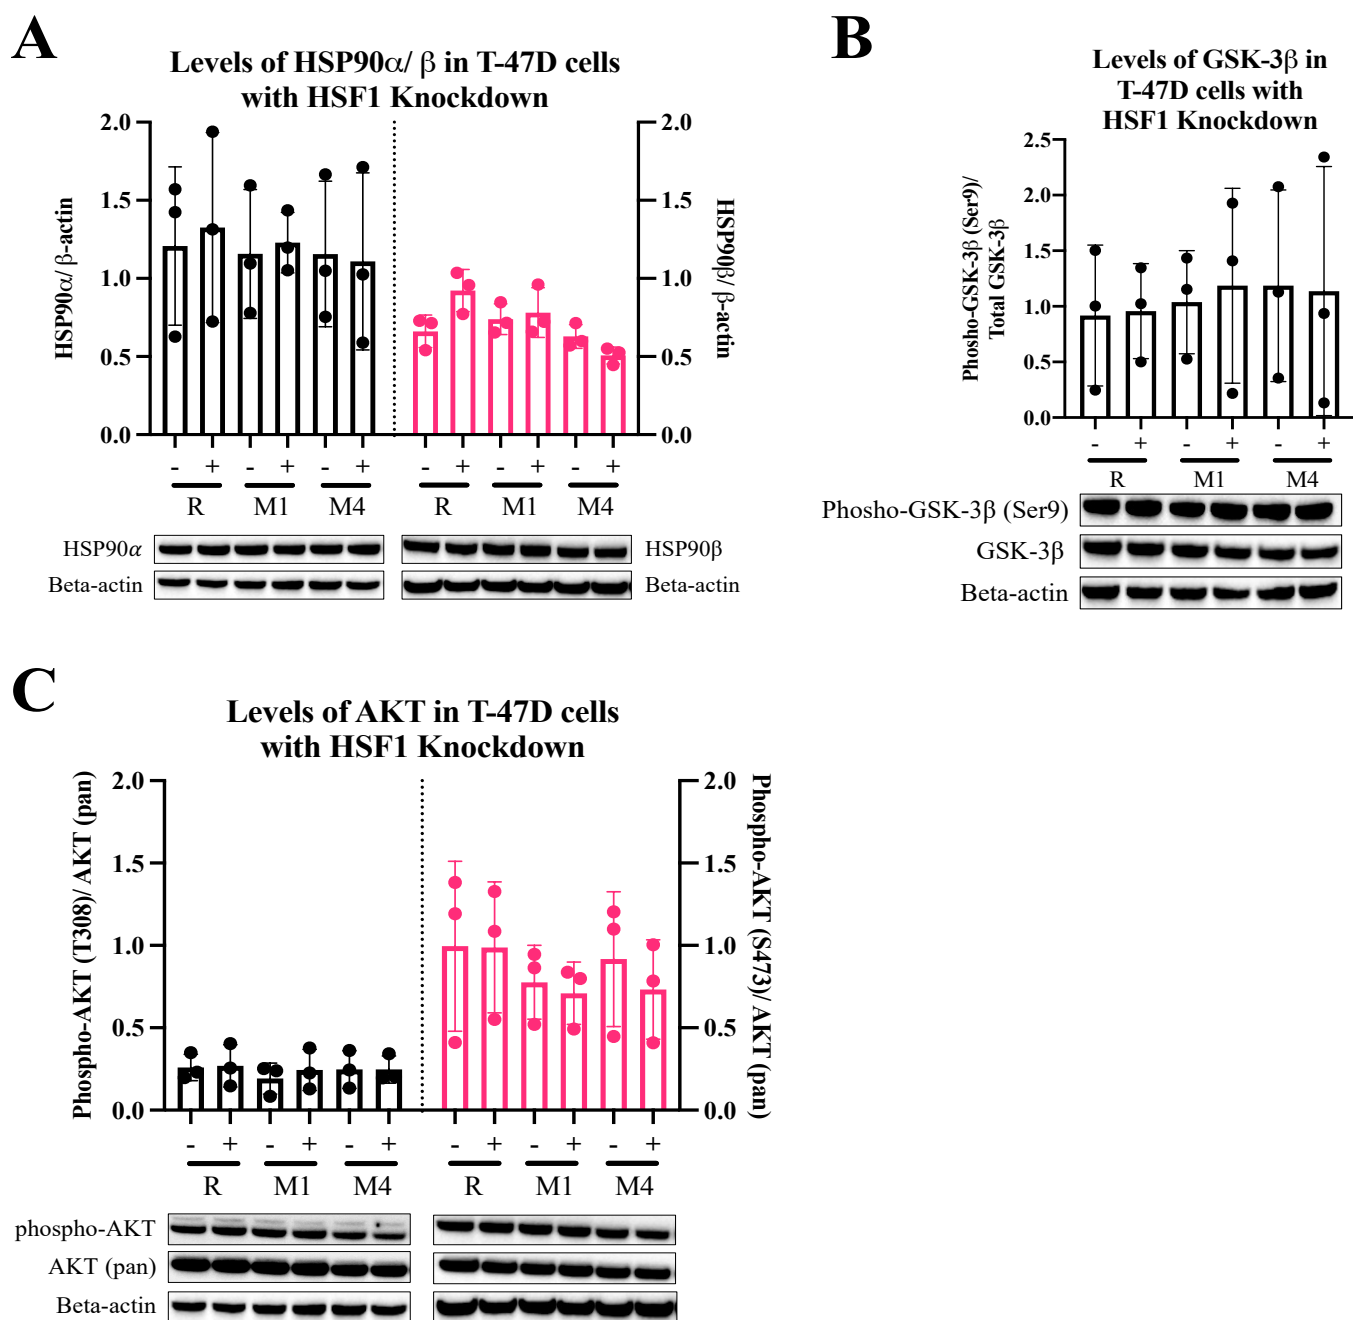 A
Levels of HSP90α/ β in T-47D cells
with HSF1 Knockdown
HSP90α/ β-actin
2.0
1.5
1.0
0.5
0.0
2.0
1.5
1.0
0.5
0.0
HSP90β/ β-actin
- + - + - + - + - + - +
R M1 M4 R M1 M4
HSP90α
HSP90β
Beta-actin
Beta-actin
B
Levels of GSK-3β in
T-47D cells with
HSF1 Knockdown
Phosho-GSK-3β (Ser9)/
Total GSK-3β
2.5
2.0
1.5
1.0
0.5
0.0
- + - + - +
R M1 M4
Phosho-GSK-3β (Ser9)
GSK-3β
Beta-actin
C
Levels of AKT in T-47D cells
with HSF1 Knockdown
Phospho-AKT (T308)/ AKT (pan)
2.0
1.5
1.0
0.5
0.0
2.0
1.5
1.0
0.5
0.0
Phospho-AKT (S473)/ AKT (pan)
- + - + - + - + - + - +
R M1 M4 R M1 M4
phospho-AKT
AKT (pan)
Beta-actin